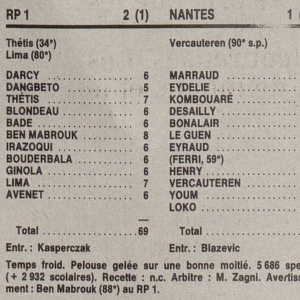 RP 1 2 (1) NANTES 1
Thétis (34e) Vercauteren (90e s.p.)
Lima (80e)
DARCY 6 MARRAUD
DANGBETO 5 EYDELIE
THÉTIS 7 KOMBOUARÉ
BLONDEAU 6 DESAILLY
BADE 6 BONALAIR
BEN MABROUK 8 LE GUEN
IRAZOQUI 6 EYRAUD
BOUDERBALA 6 (FERRI, 59e)
GINOLA 6 HENRY
LIMA 7 VERCAUTEREN
AVENET 6 YOUM
LOKO
Total 69 Total
Entr. : Kasperczak Entr. : Blazevic
Temps froid. Pelouse gelée sur une bonne moitié. 5 686 spe
(+ 2 932 scolaires). Recette : n.c. Arbitre : M. Zagni. Avertiss
ment : Ben Mabrouk (88e) au RP 1.